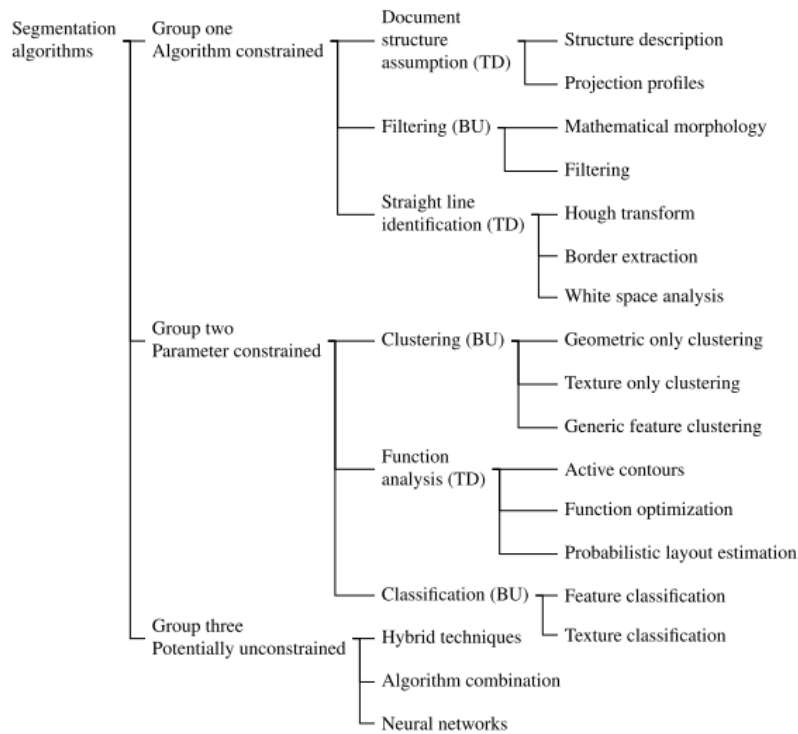 Segmentation
algorithms
Group one
Algorithm constrained
Document
structure
assumption (TD)
Structure description
Projection profiles
Filtering (BU)
Mathematical morphology
Filtering
Straight line
identification (TD)
Hough transform
Border extraction
White space analysis
Group two
Parameter constrained
Clustering (BU)
Geometric only clustering
Texture only clustering
Generic feature clustering
Function
analysis (TD)
Active contours
Function optimization
Probabilistic layout estimation
Classification (BU)
Feature classification
Texture classification
Group three
Potentially unconstrained
Hybrid techniques
Algorithm combination
Neural networks